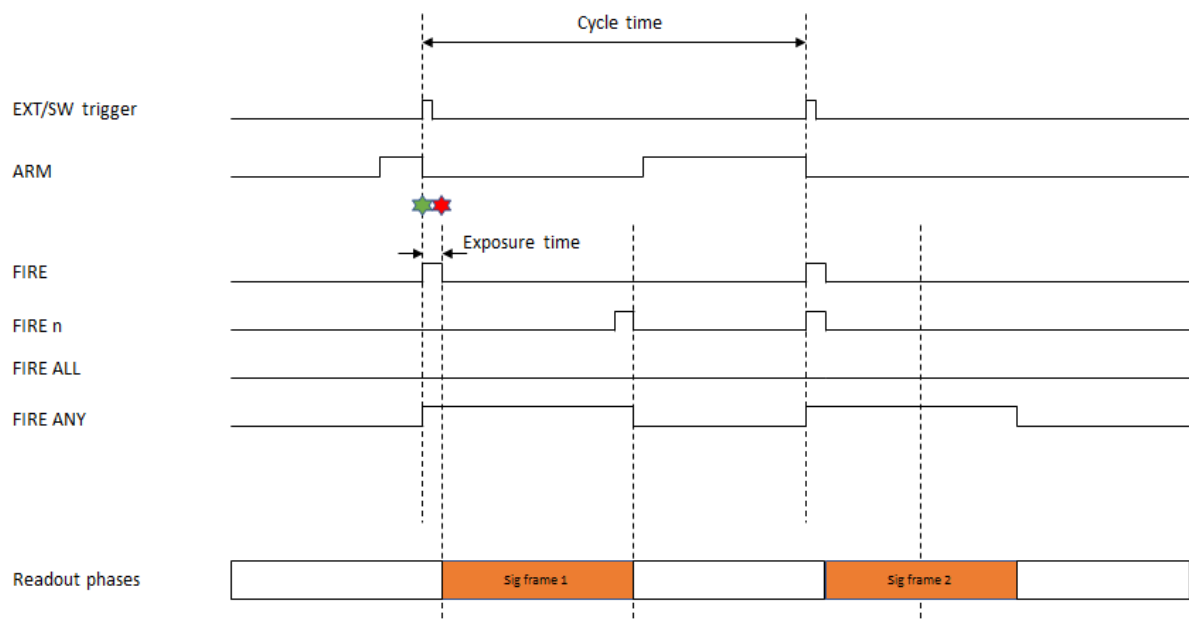 Cycle time
EXT/SW trigger
ARM
Exposure time
FIRE
FIRE n
FIRE ALL
FIRE ANY
Readout phases
Sig frame 1
Sig frame 2